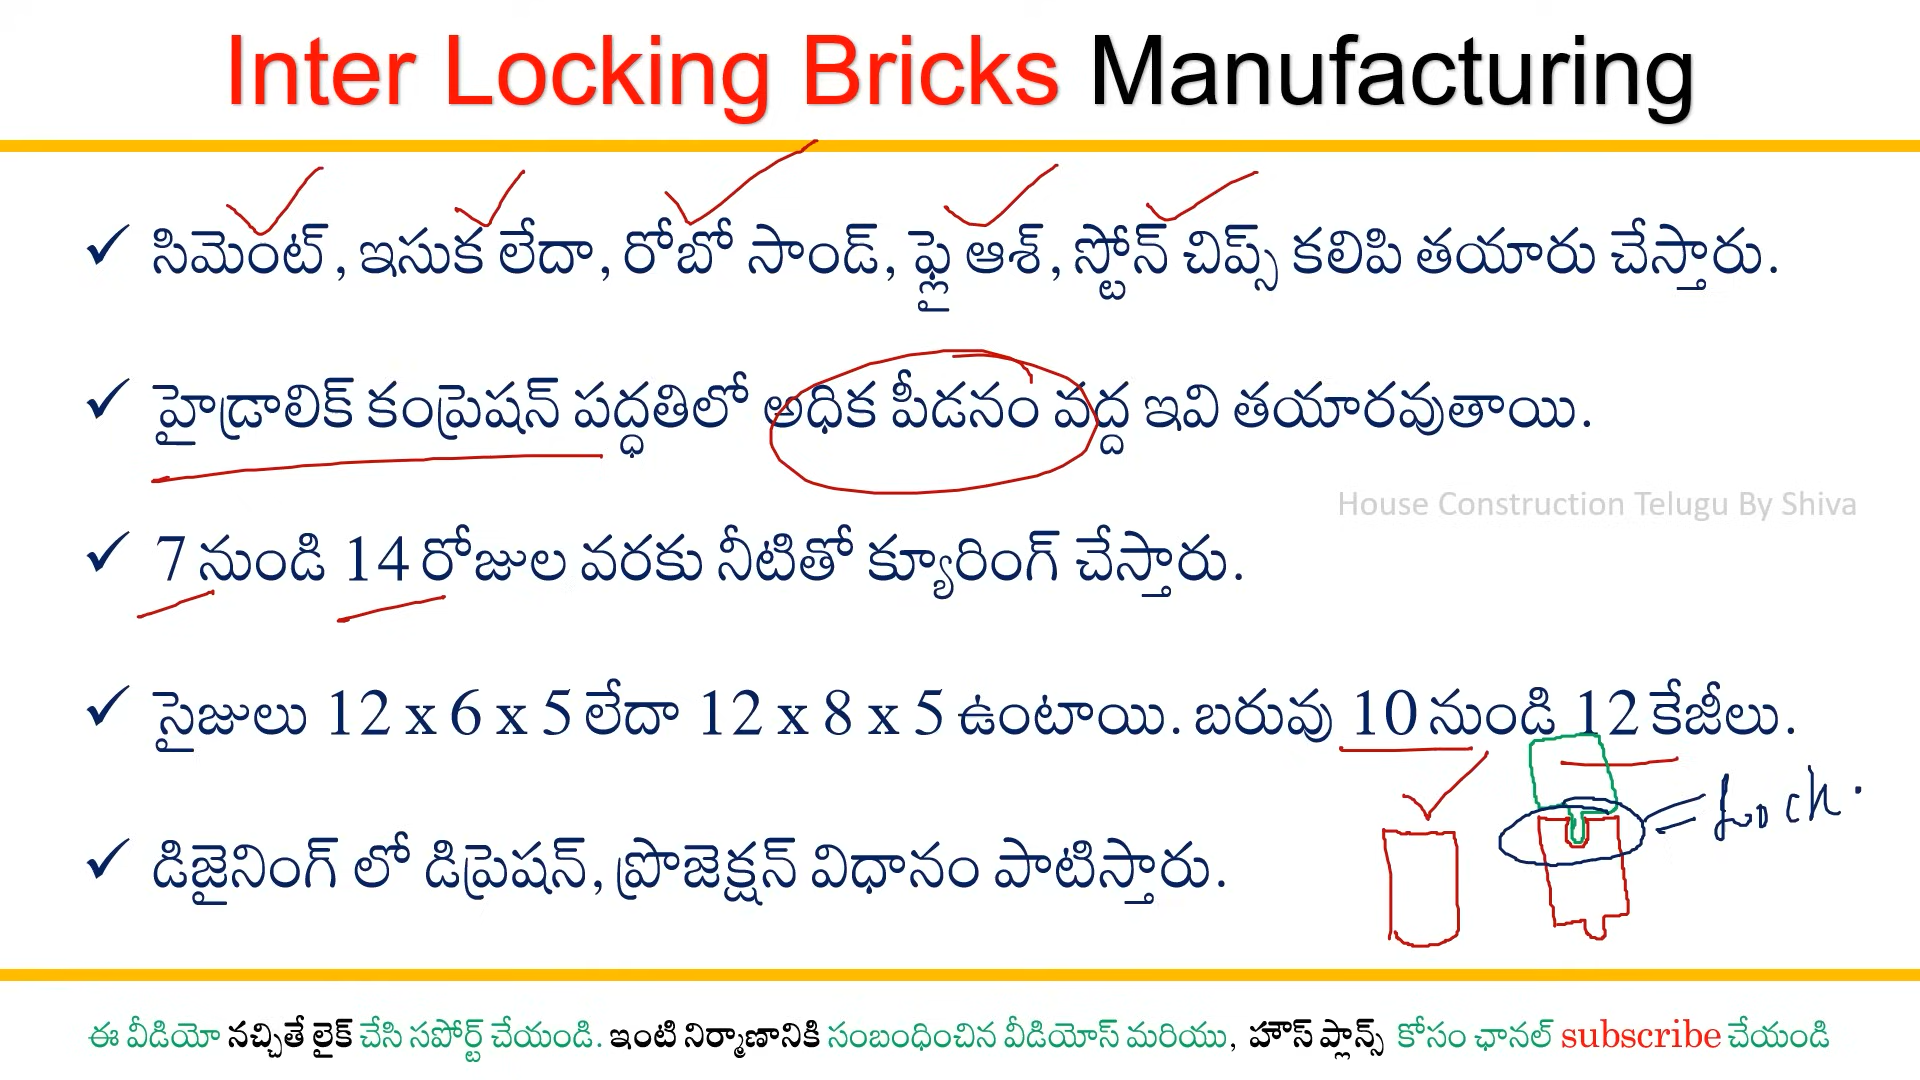 Inter Locking Bricks Manufacturing
✓ సిమెంట్, ఇసుక లేదా, రోబో సాండ్, ఫ్లై ఆశ్, స్టోన్ చిప్స్ కలిపి తయారు చేస్తారు.
✓ హైడ్రాలిక్ కంప్రెషన్ పద్ధతిలో అధిక పీడనం వద్ద ఇవి తయారవుతాయి.
House Construction Telugu By Shiva
✓ 7 నుండి 14 రోజుల వరకు నీటితో క్యూరింగ్ చేస్తారు.
✓ సైజులు 12 x 6 x 5 లేదా 12 x 8 x 5 ఉంటాయి. బరువు 10 నుండి 12 కేజీలు.
Lock.
✓ డిజైనింగ్ లో డిప్రెషన్, ప్రొజెక్షన్ విధానం పాటిస్తారు.
ఈ వీడియో నచ్చితే లైక్ చేసి సపోర్ట్ చేయండి. ఇంటి నిర్మాణానికి సంబంధించిన వీడియోస్ మరియు, హౌస్ ప్లాన్స్ కోసం ఛానల్ subscribe చేయండి